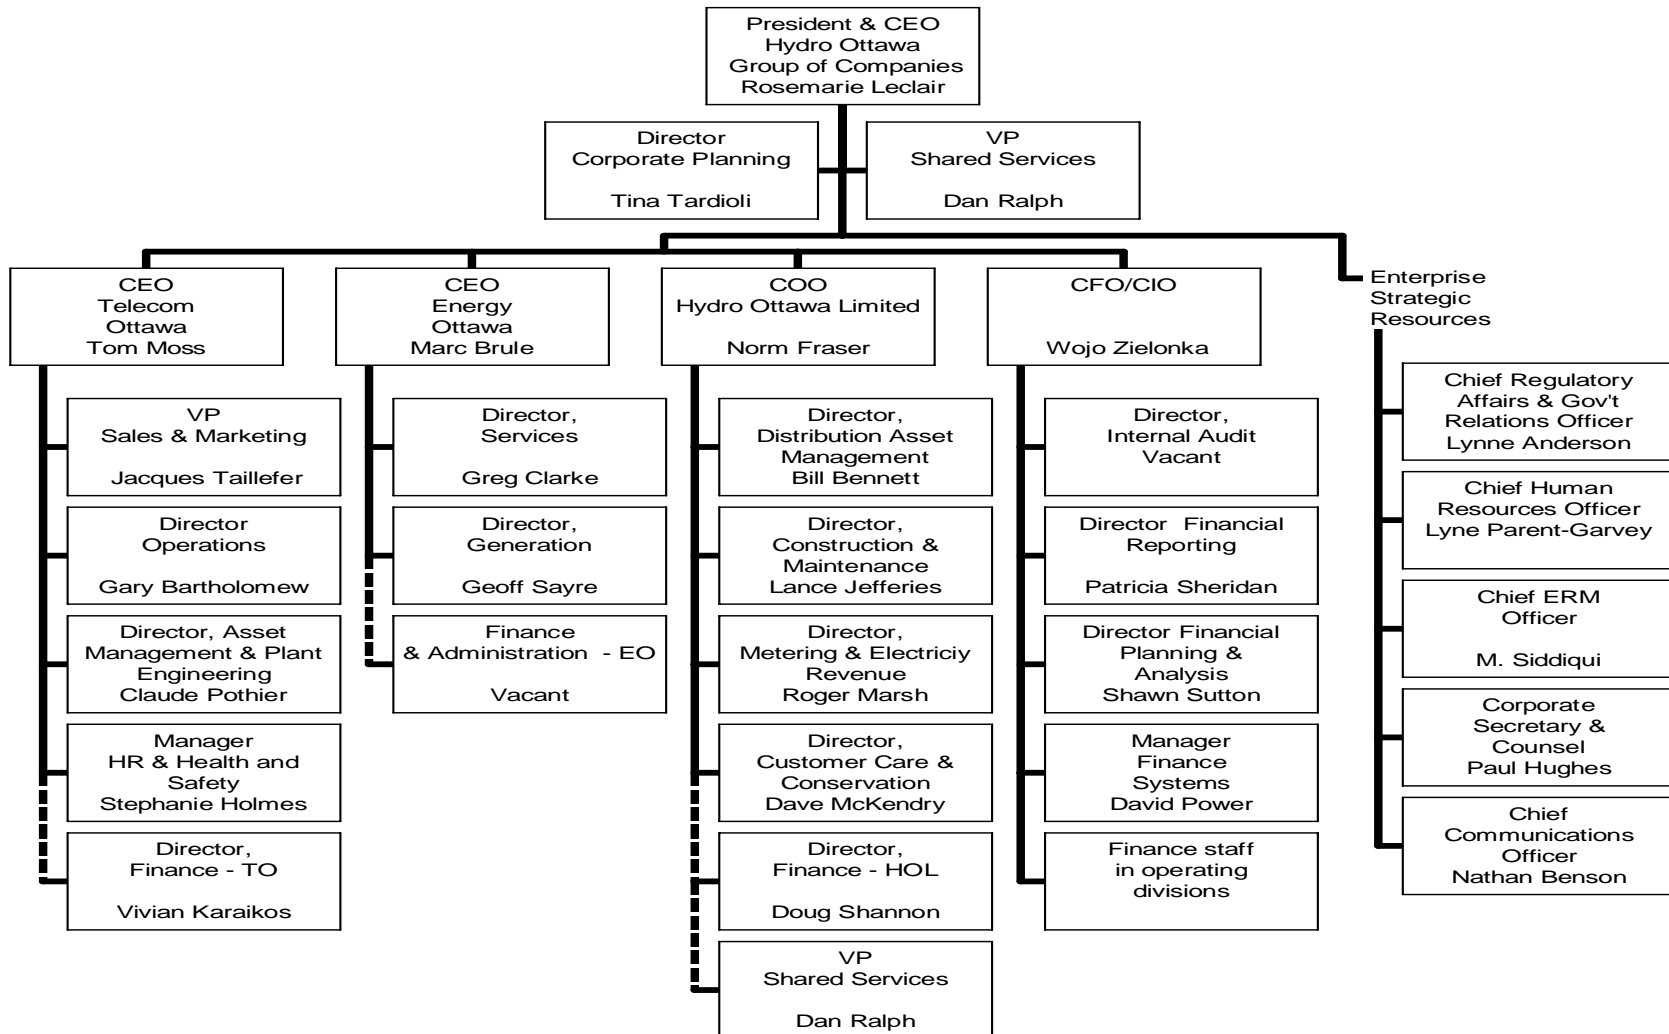 President & CEO
Hydro Ottawa
Group of Companies
Rosemarie Leclair
Director
Corporate Planning
Tina Tardioli
VP
Shared Services
Dan Ralph
CEO
Telecom
Ottawa
Tom Moss
CEO
Energy
Ottawa
Marc Brule
COO
Hydro Ottawa Limited
Norm Fraser
CFO/CIO
Wojo Zielonka
Enterprise
Strategic
Resources
VP
Sales & Marketing
Jacques Taillefer
Director
Operations
Gary Bartholomew
Director, Asset
Management & Plant
Engineering
Claude Pothier
Manager
HR & Health and
Safety
Stephanie Holmes
Director,
Finance - TO
Vivian Karaikos
Director,
Services
Greg Clarke
Director,
Generation
Geoff Sayre
Finance
& Administration - EO
Vacant
Director,
Distribution Asset
Management
Bill Bennett
Director,
Construction &
Maintenance
Lance Jefferies
Director,
Metering & Electriciy
Revenue
Roger Marsh
Director,
Customer Care &
Conservation
Dave McKendry
Director,
Finance - HOL
Doug Shannon
VP
Shared Services
Dan Ralph
Director,
Internal Audit
Vacant
Director Financial
Reporting
Patricia Sheridan
Director Financial
Planning &
Analysis
Shawn Sutton
Manager
Finance
Systems
David Power
Finance staff
in operating
divisions
Chief Regulatory
Affairs & Gov't
Relations Officer
Lynne Anderson
Chief Human
Resources Officer
Lyne Parent-Garvey
Chief ERM
Officer
M. Siddiqui
Corporate
Secretary &
Counsel
Paul Hughes
Chief
Communications
Officer
Nathan Benson